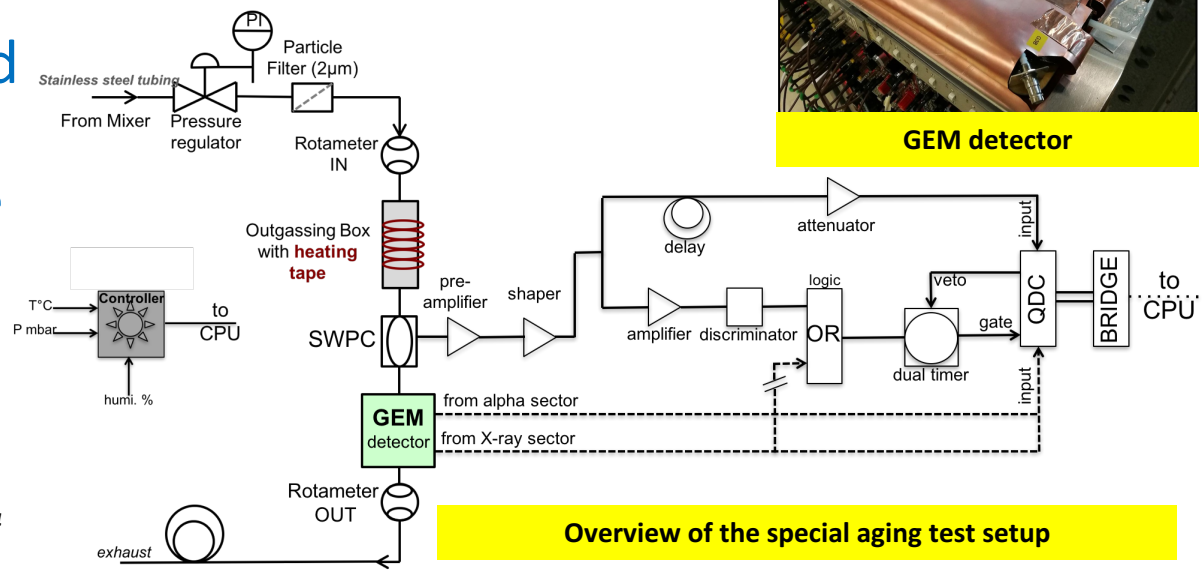 d
PI
Particle
Filter (2μm)
Stainless steel tubing
From Mixer
Pressure
regulator
Rotameter
IN
GEM detector
Outgassing Box
with heating
tape
attenuator
delay
input
pre-
amplifier
shaper
logic
veto
to
CPU
Controller
T°C
P mbar
to
CPU
humi. %
SWPC
amplifier
discriminator
OR
gate
dual timer
QDC
BRIDGE
input
GEM
detector
from alpha sector
from X-ray sector
Rotameter
OUT
exhaust
Overview of the special aging test setup